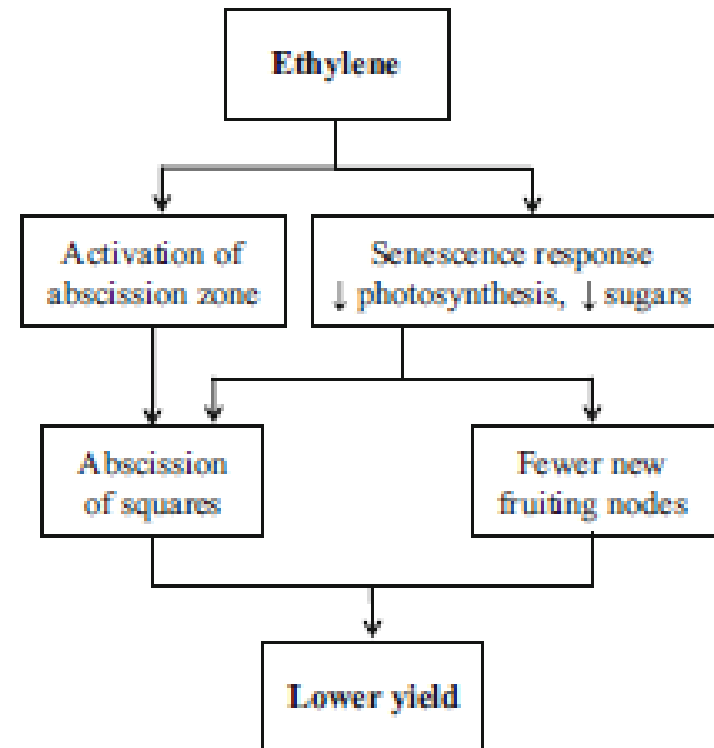 Ethylene
Activation of
abscission zone
Senescence response
↓ photosynthesis, ↓ sugars
Abscission
of squares
Fewer new
fruiting nodes
Lower yield